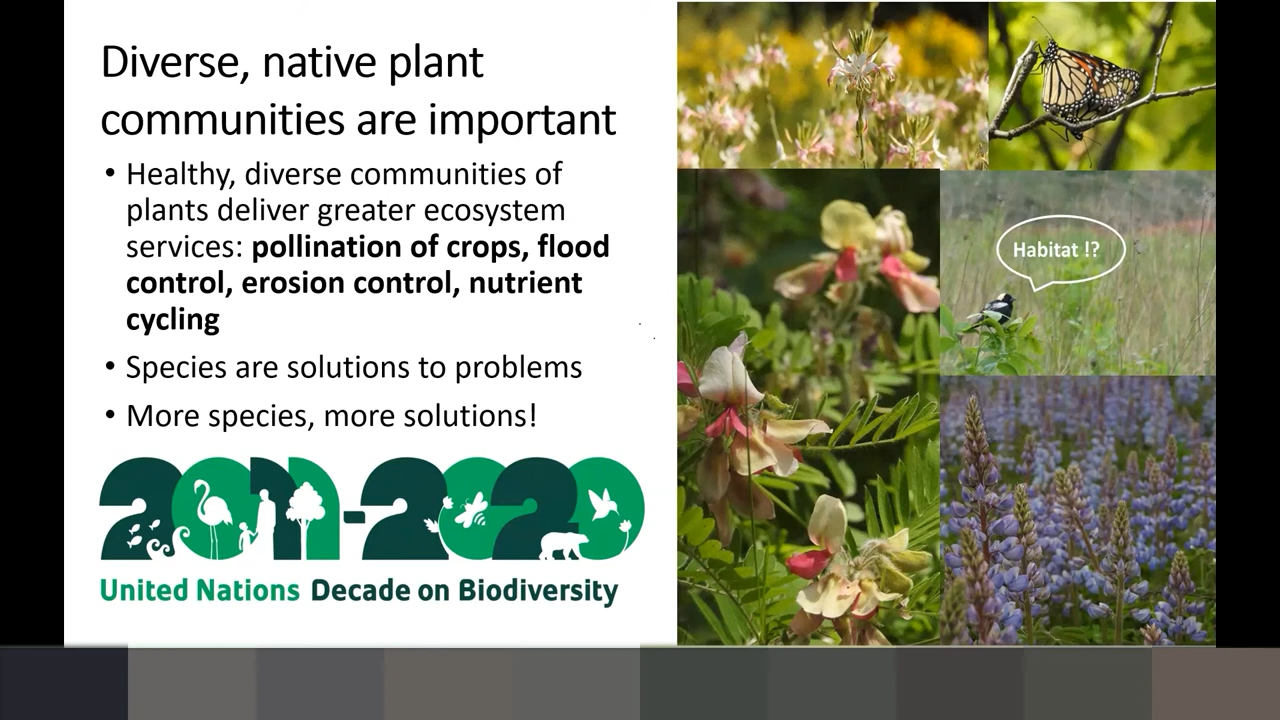 Diverse, native plant
communities are important
• Healthy, diverse communities of
plants deliver greater ecosystem
services: pollination of crops, flood
control, erosion control, nutrient
cycling
• Species are solutions to problems
• More species, more solutions!
2011-2020
United Nations Decade on Biodiversity
Habitat !?